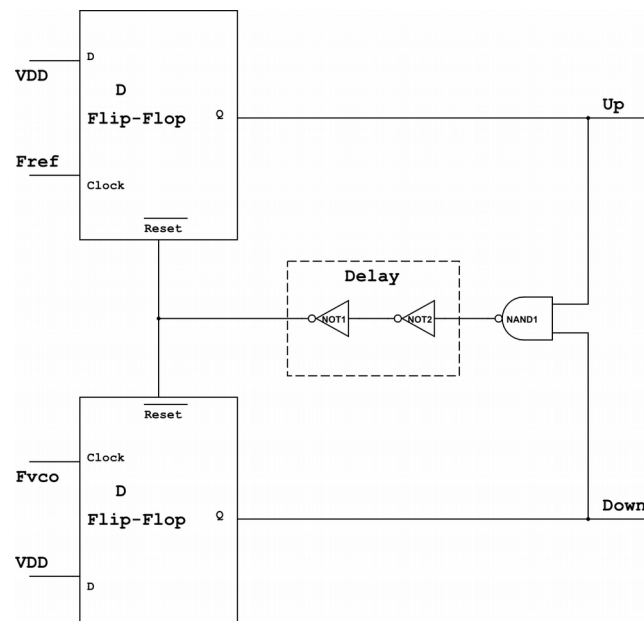 D
VDD
D
Flip-Flop
Q
Up
Fref
Clock
Reset
Delay
NOT1
NOT2
NAND1
Reset
Clock
Fvco
D
Flip-Flop
Q
Down
VDD
D